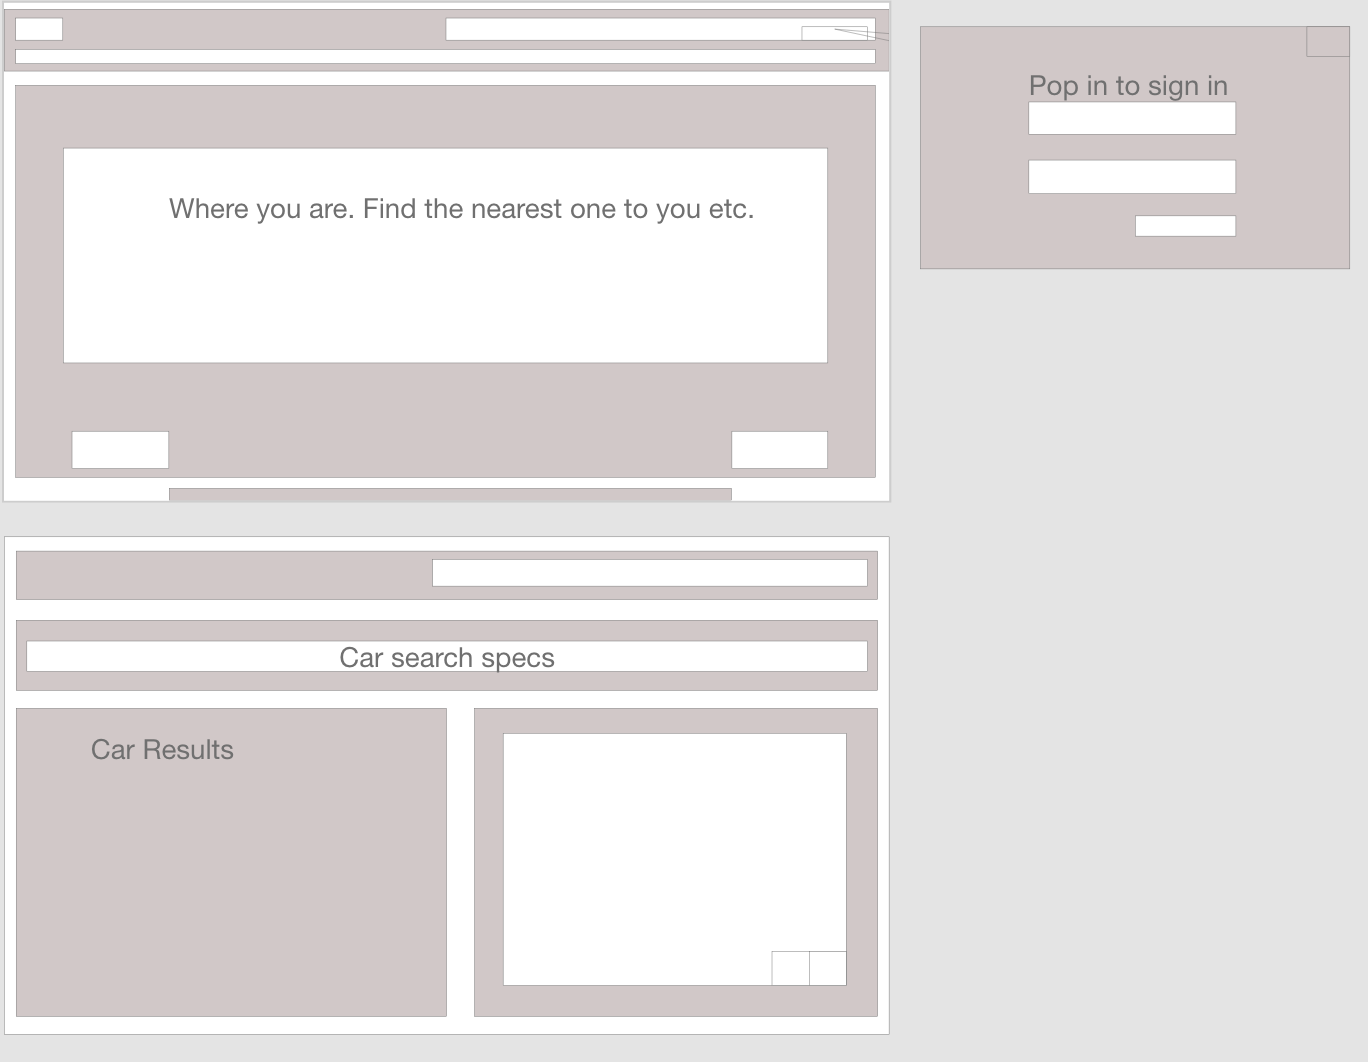 Pop in to sign in
Where you are. Find the nearest one to you etc.
Car search specs
Car Results